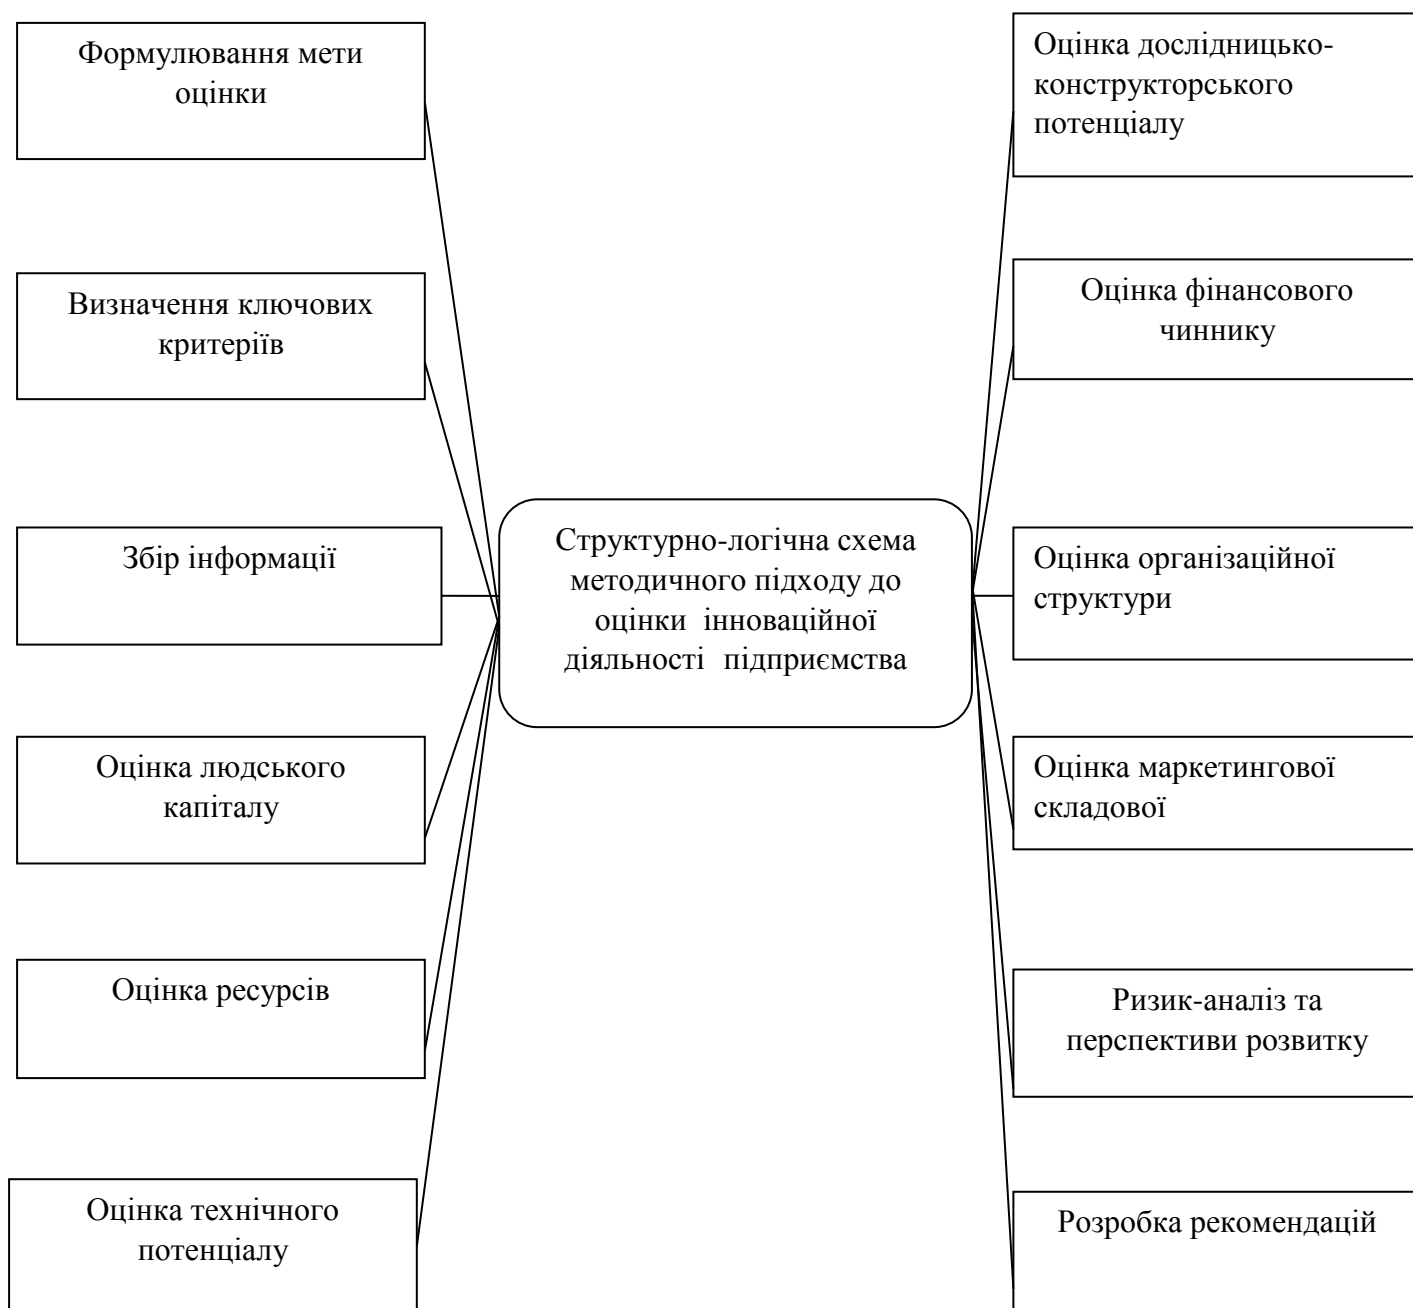 Формулювання мети
оцінки
Визначення ключових
критеріїв
Збір інформації
Оцінка людського
капіталу
Оцінка ресурсів
Оцінка технічного
потенціалу
Структурно-логічна схема
методичного підходу до
оцінки інноваційної
діяльності підприємства
Оцінка дослідницько-
конструкторського
потенціалу
Оцінка фінансового
чиннику
Оцінка організаційної
структури
Оцінка маркетингової
складової
Ризик-аналіз та
перспективи розвитку
Розробка рекомендацій